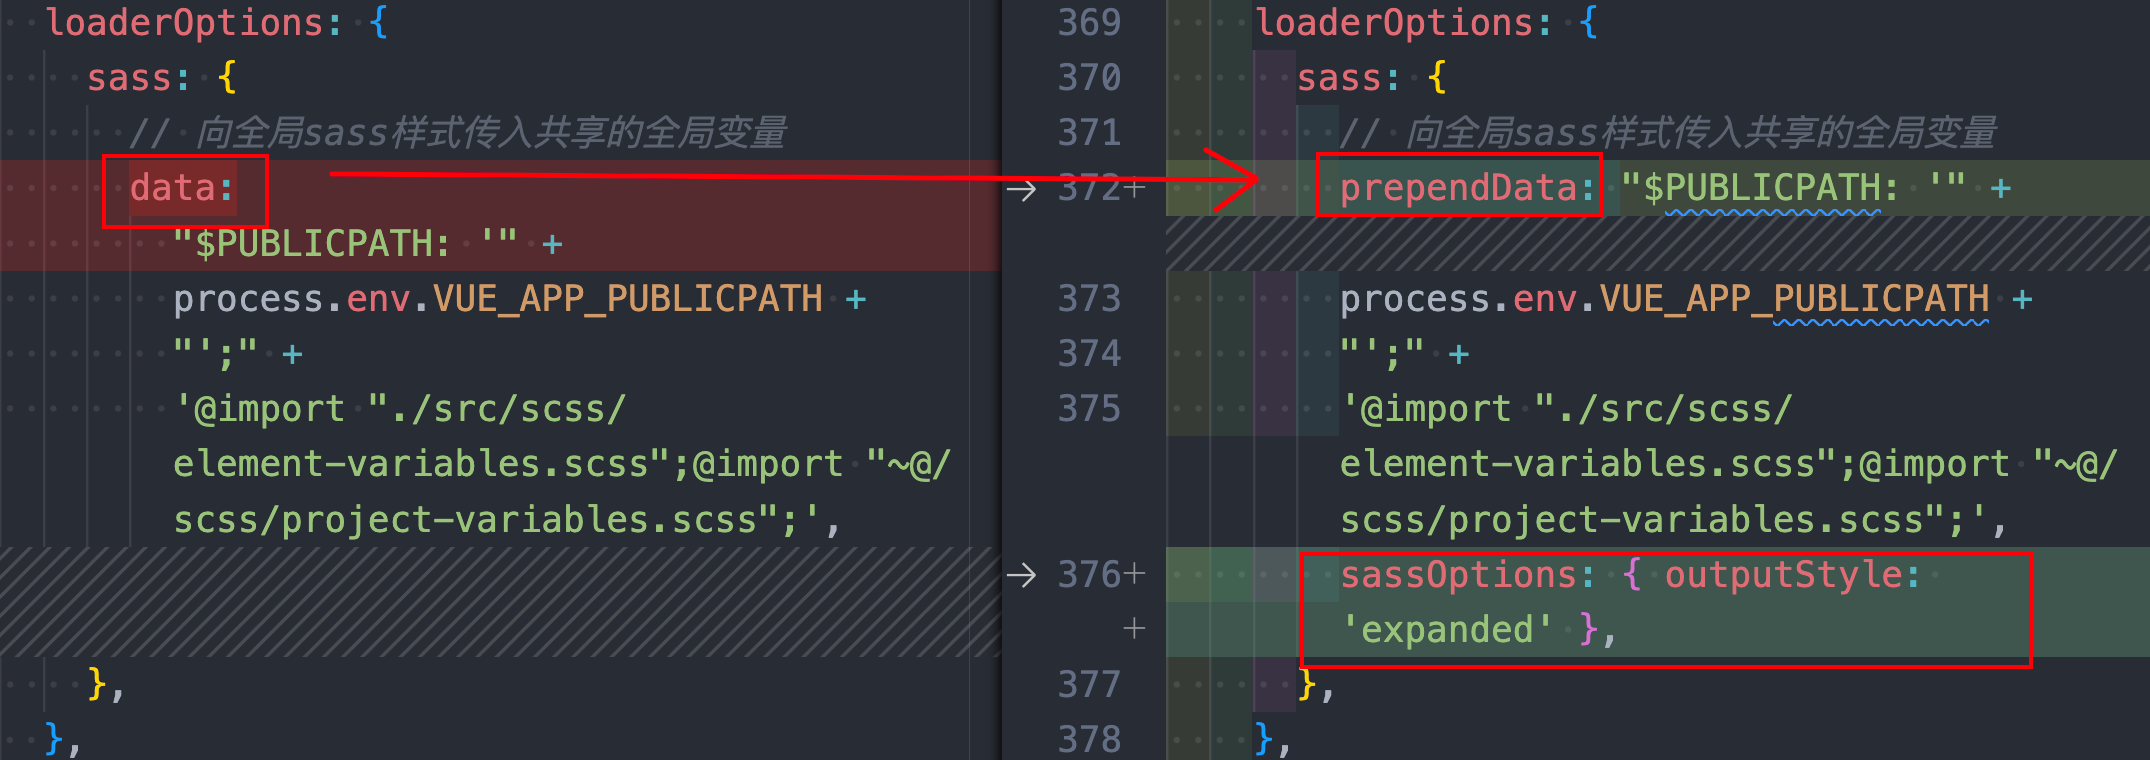 loaderOptions: {
sass: {
// 向全局sass样式传入共享的全局变量
data:
"$PUBLICPATH: '" +
process.env.VUE_APP_PUBLICPATH +
"';" +
'@import "./src/scss/
element-variables.scss";@import "~@/
scss/project-variables.scss";',
},
},
369 loaderOptions: {
370 sass: {
371 // 向全局sass样式传入共享的全局变量
→ 372+ prependData: "$PUBLICPATH: '" +
373 process.env.VUE_APP_PUBLICPATH +
374 "';" +
375 '@import "./src/scss/
element-variables.scss";@import "~@/
scss/project-variables.scss";',
→ 376+ sassOptions: { outputStyle:
+ 'expanded' },
377 },
378 },